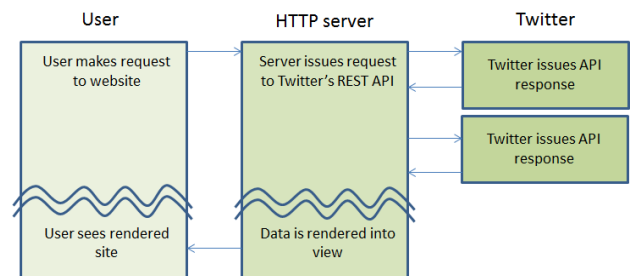 User
HTTP server
Twitter
User makes request
to website
Server issues request
to Twitter's REST API
Twitter issues API
response
Twitter issues API
response
User sees rendered
site
Data is rendered into
view